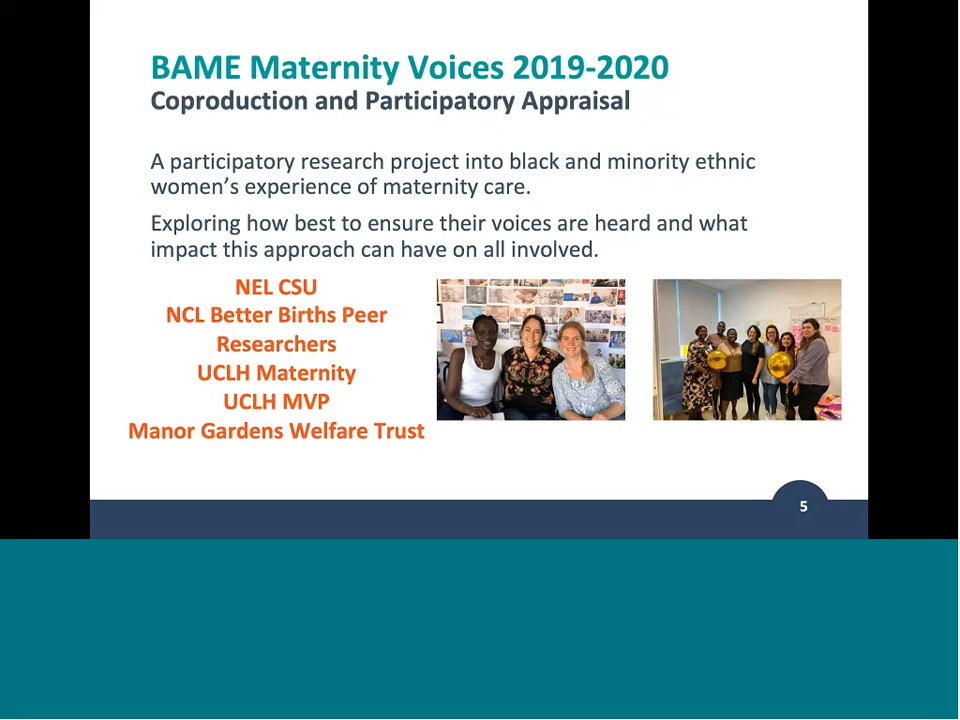 BAME Maternity Voices 2019-2020
Coproduction and Participatory Appraisal
A participatory research project into black and minority ethnic
women's experience of maternity care.
Exploring how best to ensure their voices are heard and what
impact this approach can have on all involved.
NEL CSU
NCL Better Births Peer
Researchers
UCLH Maternity
UCLH MVP
Manor Gardens Welfare Trust
5